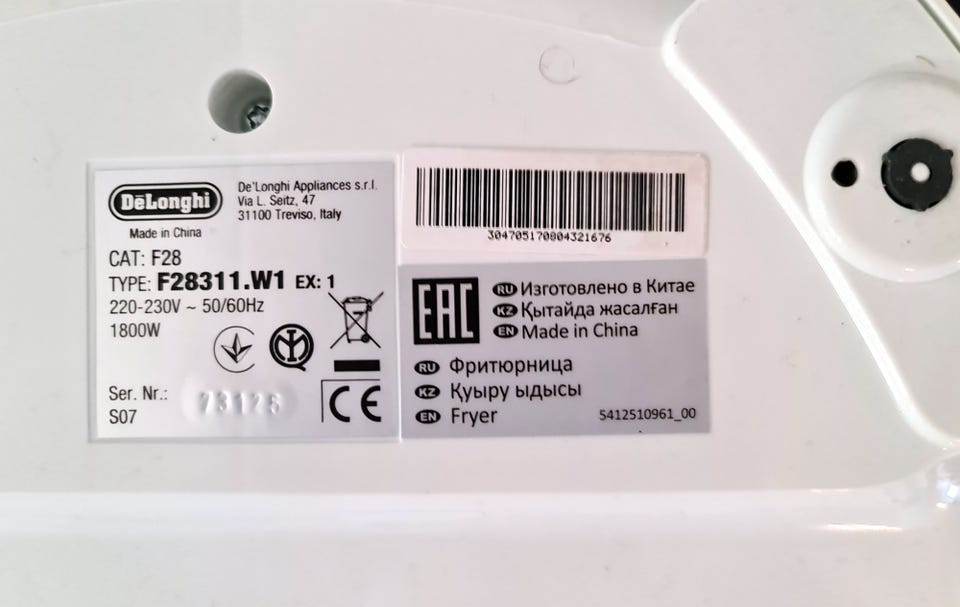 DeLonghi
De'Longhi Appliances s.r.l.
Via L. Seitz, 47
31100 Treviso, Italy
Made in China
CAT: F28
TYPE: F28311.W1 EX: 1
220-230V ~ 50/60Hz
1800W
Ser. Nr.:
S07
73126
CE
304705170804321676
EAC
RU Изготовлено в Китае
KZ Қытайда жасалған
EN Made in China
RU Фритюрница
KZ Қуыру ыдысы
EN Fryer
5412510961_00